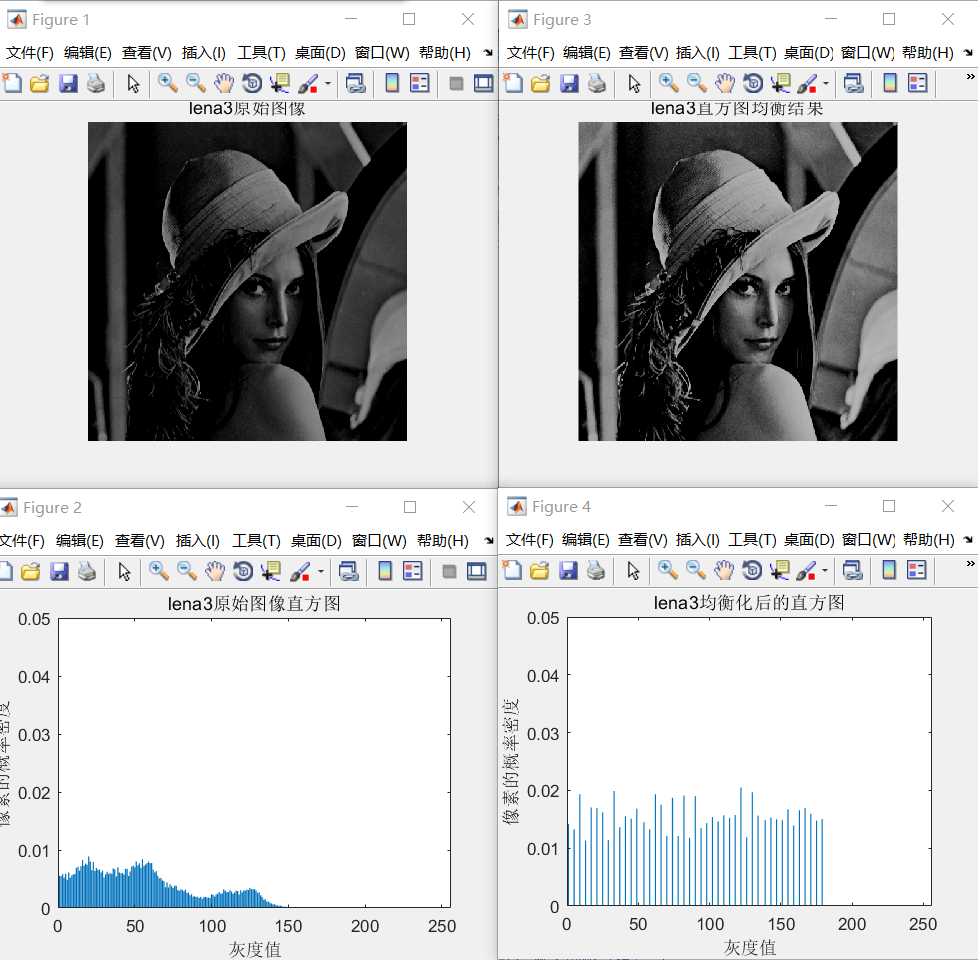 Figure 1
文件(F) 编辑(E) 查看(V) 插入(I) 工具(T) 桌面(D) 窗口(W) 帮助(H)
lena3原始图像
Figure 3
文件(F) 编辑(E) 查看(V) 插入(I) 工具(T) 桌面(D) 窗口(W) 帮助(H)
lena3直方图均衡结果
Figure 2
文件(F) 编辑(E) 查看(V) 插入(I) 工具(T) 桌面(D) 窗口(W) 帮助(H)
lena3原始图像直方图
像素的概率密度
0.05
0.04
0.03
0.02
0.01
0
0 50 100 150 200 250
灰度值
Figure 4
文件(F) 编辑(E) 查看(V) 插入(I) 工具(T) 桌面(D) 窗口(W) 帮助(H)
lena3均衡化后的直方图
像素的概率密度
0.05
0.04
0.03
0.02
0.01
0
0 50 100 150 200 250
灰度值